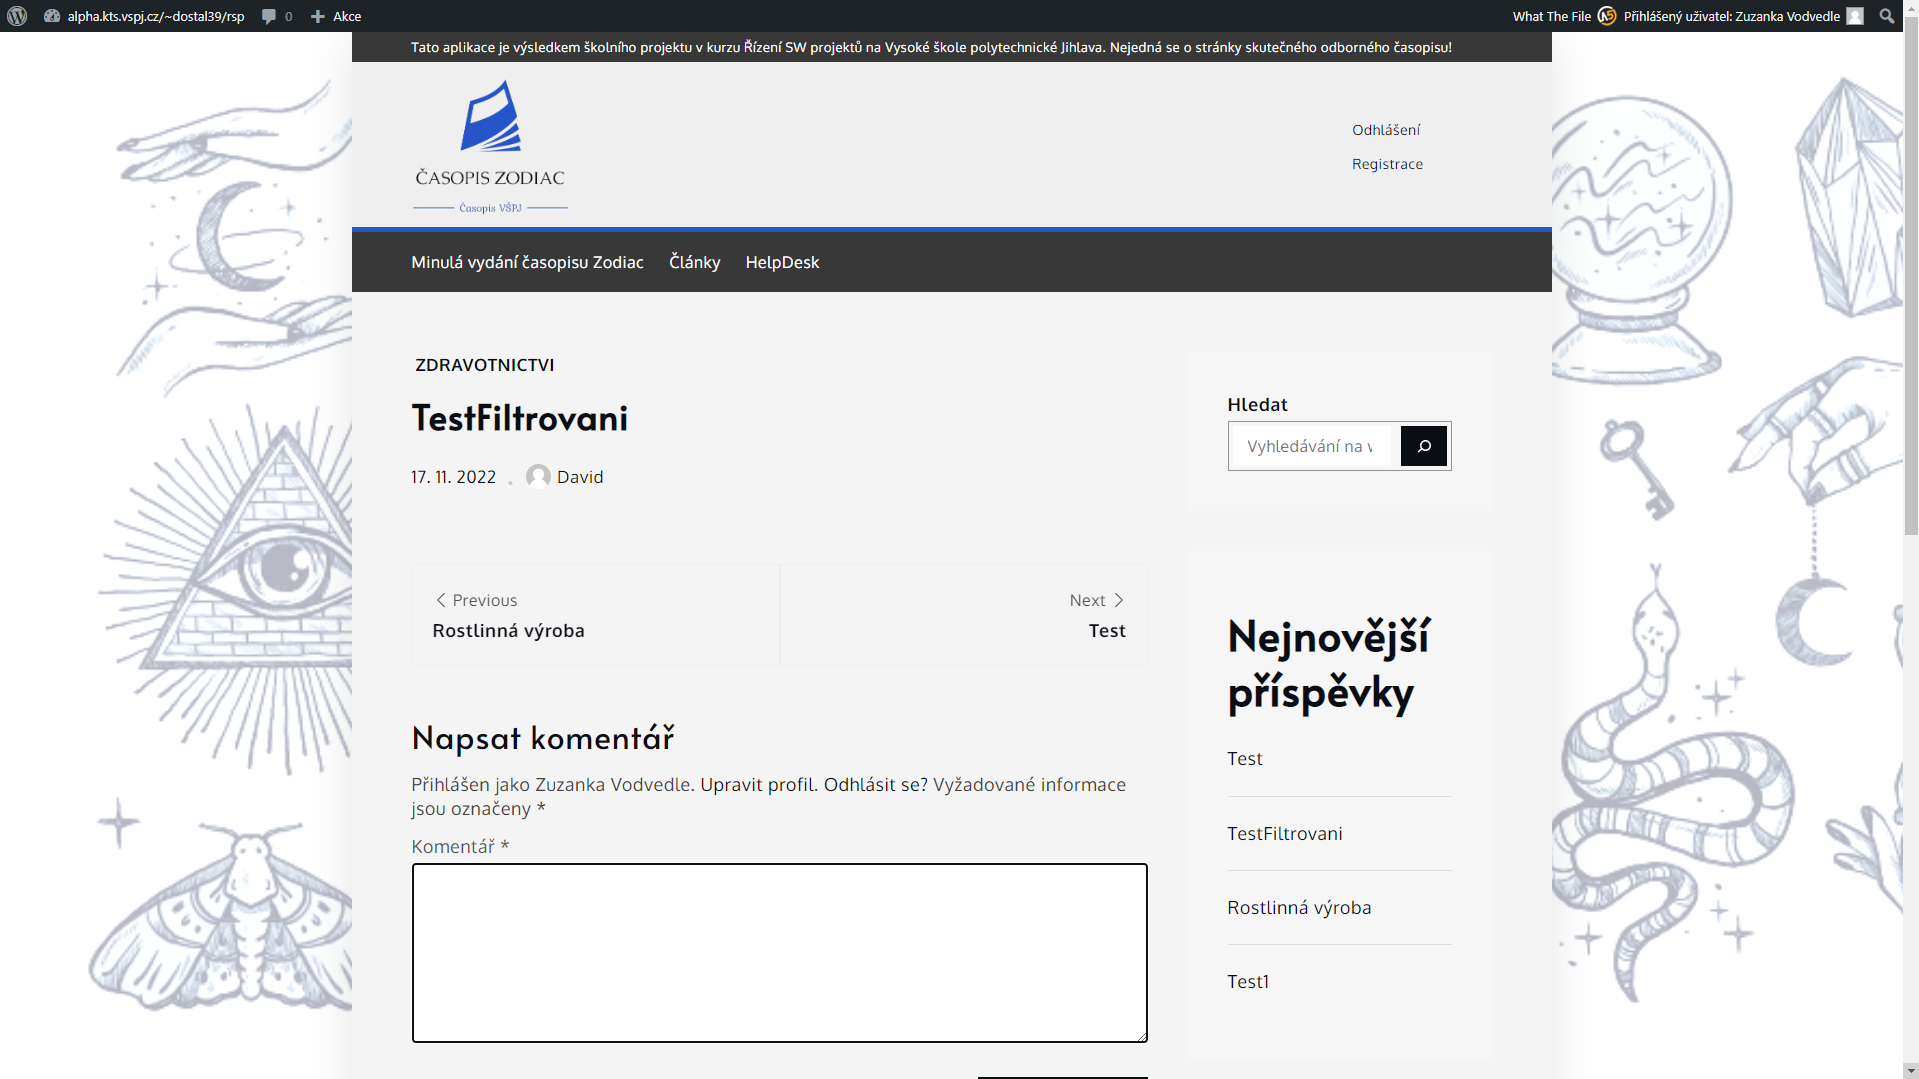 alpha.kts.vspj.cz/~dostal39/rsp 0 Akce What The File Přihlášený uživatel: Zuzanka Vodvedle
Tato aplikace je výsledkem školního projektu v kurzu Řízení SW projektů na Vysoké škole polytechnické Jihlava. Nejedná se o stránky skutečného odborného časopisu!
ČASOPIS ZODIAC
Časopis VŠPJ
Odhlášení
Registrace
Minulá vydání časopisu Zodiac Články HelpDesk
ZDRAVOTNICTVI
TestFiltrovani
17. 11. 2022 David
Previous
Rostlinná výroba
Next
Test
Napsat komentář
Přihlášen jako Zuzanka Vodvedle. Upravit profil. Odhlásit se? Vyžadované informace
jsou označeny *
Komentář *
Hledat
Vyhledávání na
Nejnovější
příspěvky
Test
TestFiltrovani
Rostlinná výroba
Test1